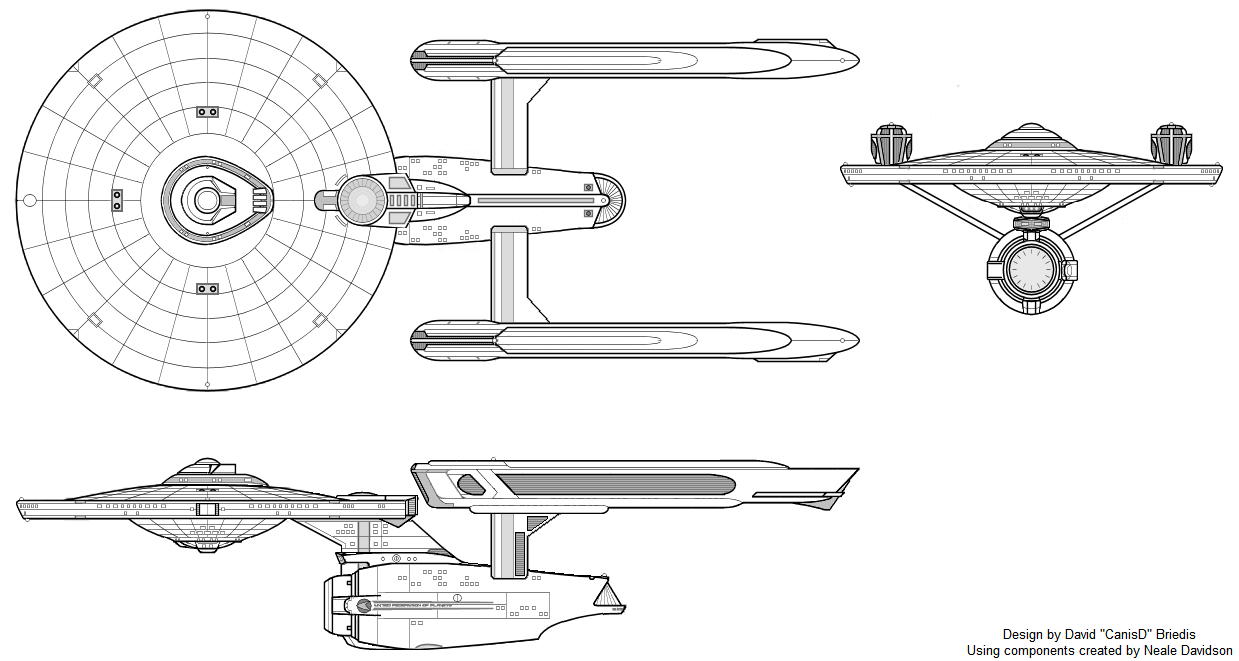 UNITED FEDERATION OF PLANETS
Design by David "CanisD" Briedis
Using components created by Neale Davidson